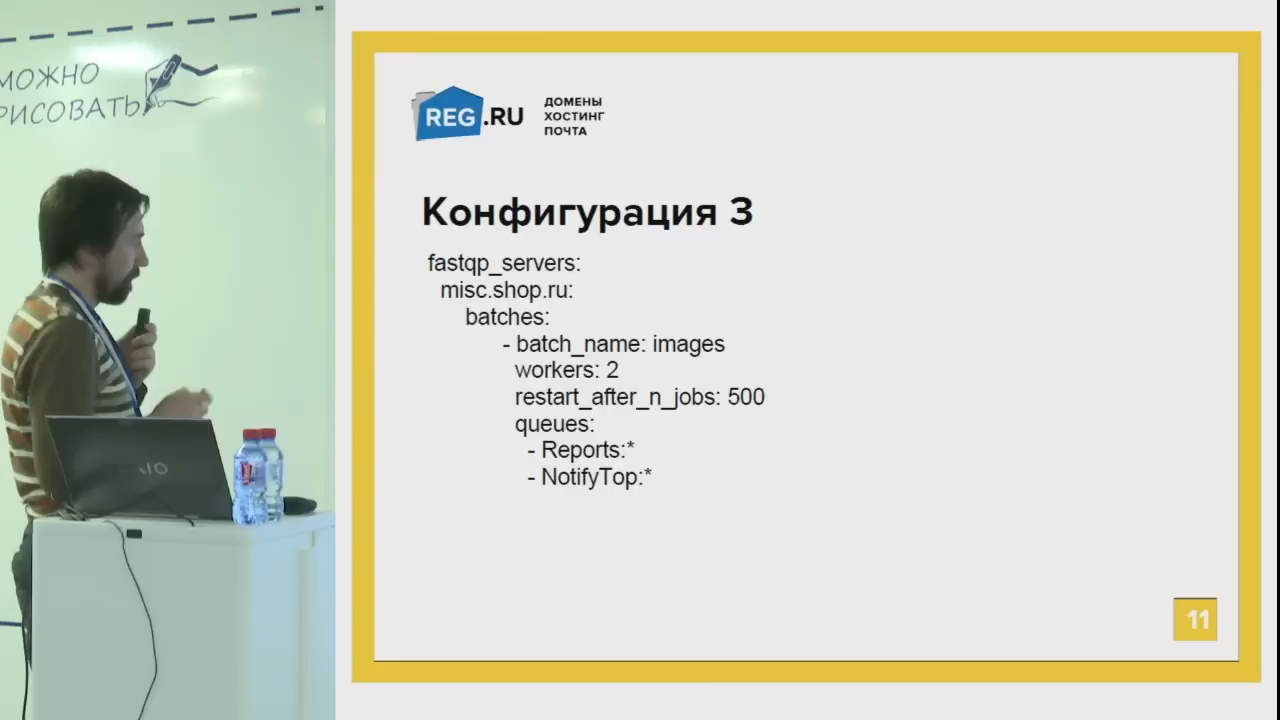 МОЖНО
РИСОВАТЬ
REG.RU
ДОМЕНЫ
ХОСТИНГ
ПОЧТА
Конфигурация 3
fastqp_servers:
misc.shop.ru:
batches:
- batch_name: images
workers: 2
restart_after_n_jobs: 500
queues:
- Reports:*
- NotifyTop:*
11